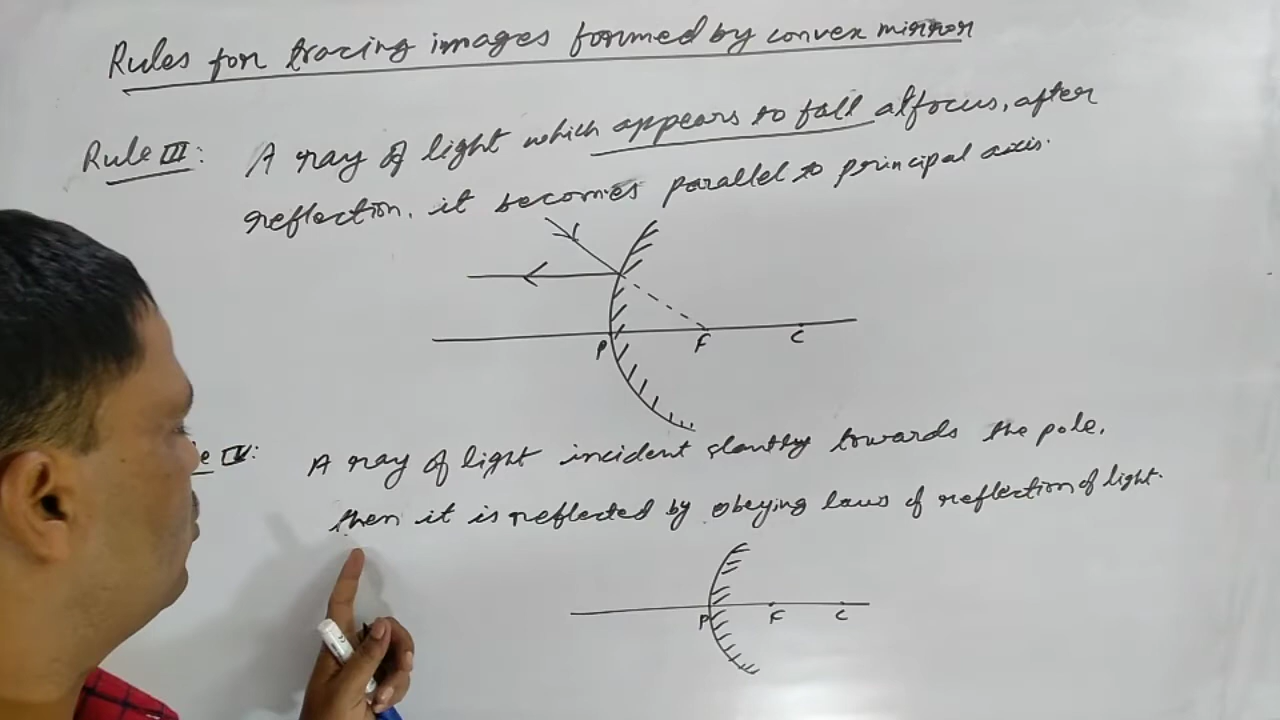 Rules for tracing images formed by convex mirror
Rule III: A ray of light which appears to fall at focus, after
reflection, it becomes parallel to principal axis.
P F C
e IV: A ray of light incident slantly towards the pole,
then it is reflected by obeying laws of reflection of light.
P F C